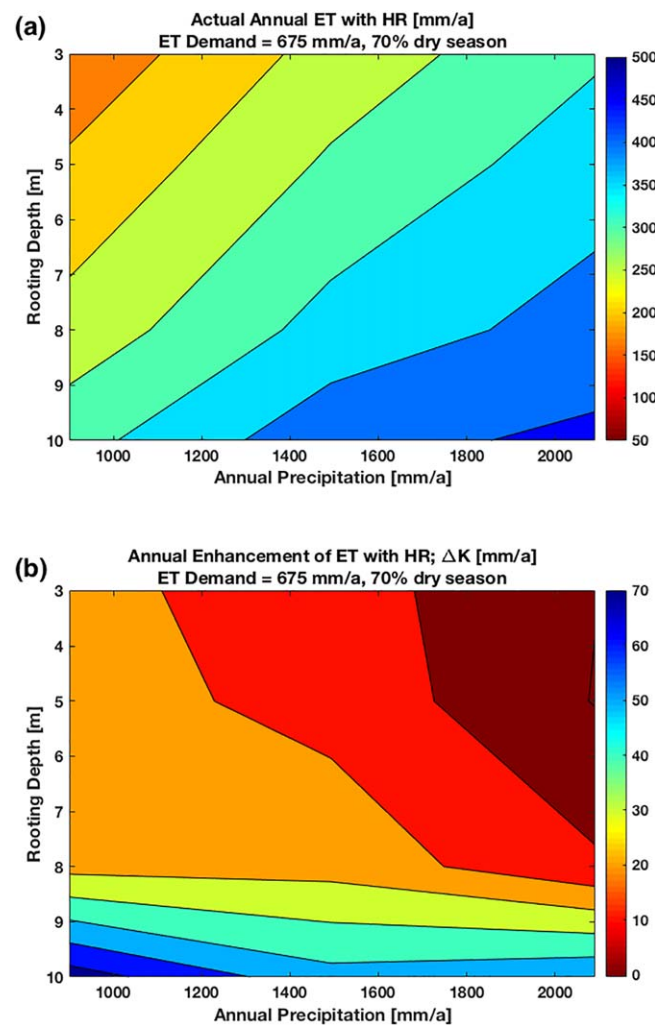 (a)
Actual Annual ET with HR [mm/a]
ET Demand = 675 mm/a, 70% dry season
Rooting Depth [m]
3
4
5
6
7
8
9
10
1000 1200 1400 1600 1800 2000
Annual Precipitation [mm/a]
500
450
400
350
300
250
200
150
100
50
(b)
Annual Enhancement of ET with HR; ΔK [mm/a]
ET Demand = 675 mm/a, 70% dry season
Rooting Depth [m]
3
4
5
6
7
8
9
10
1000 1200 1400 1600 1800 2000
Annual Precipitation [mm/a]
70
60
50
40
30
20
10
0